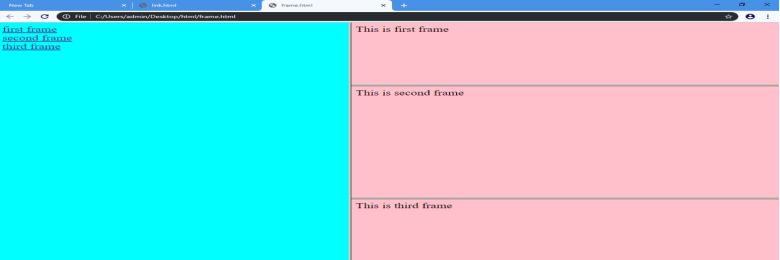 New Tab
link.html
frame.html
File | C:/Users/admin/Desktop/html/frame.html
first frame
second frame
third frame
This is first frame
This is second frame
This is third frame